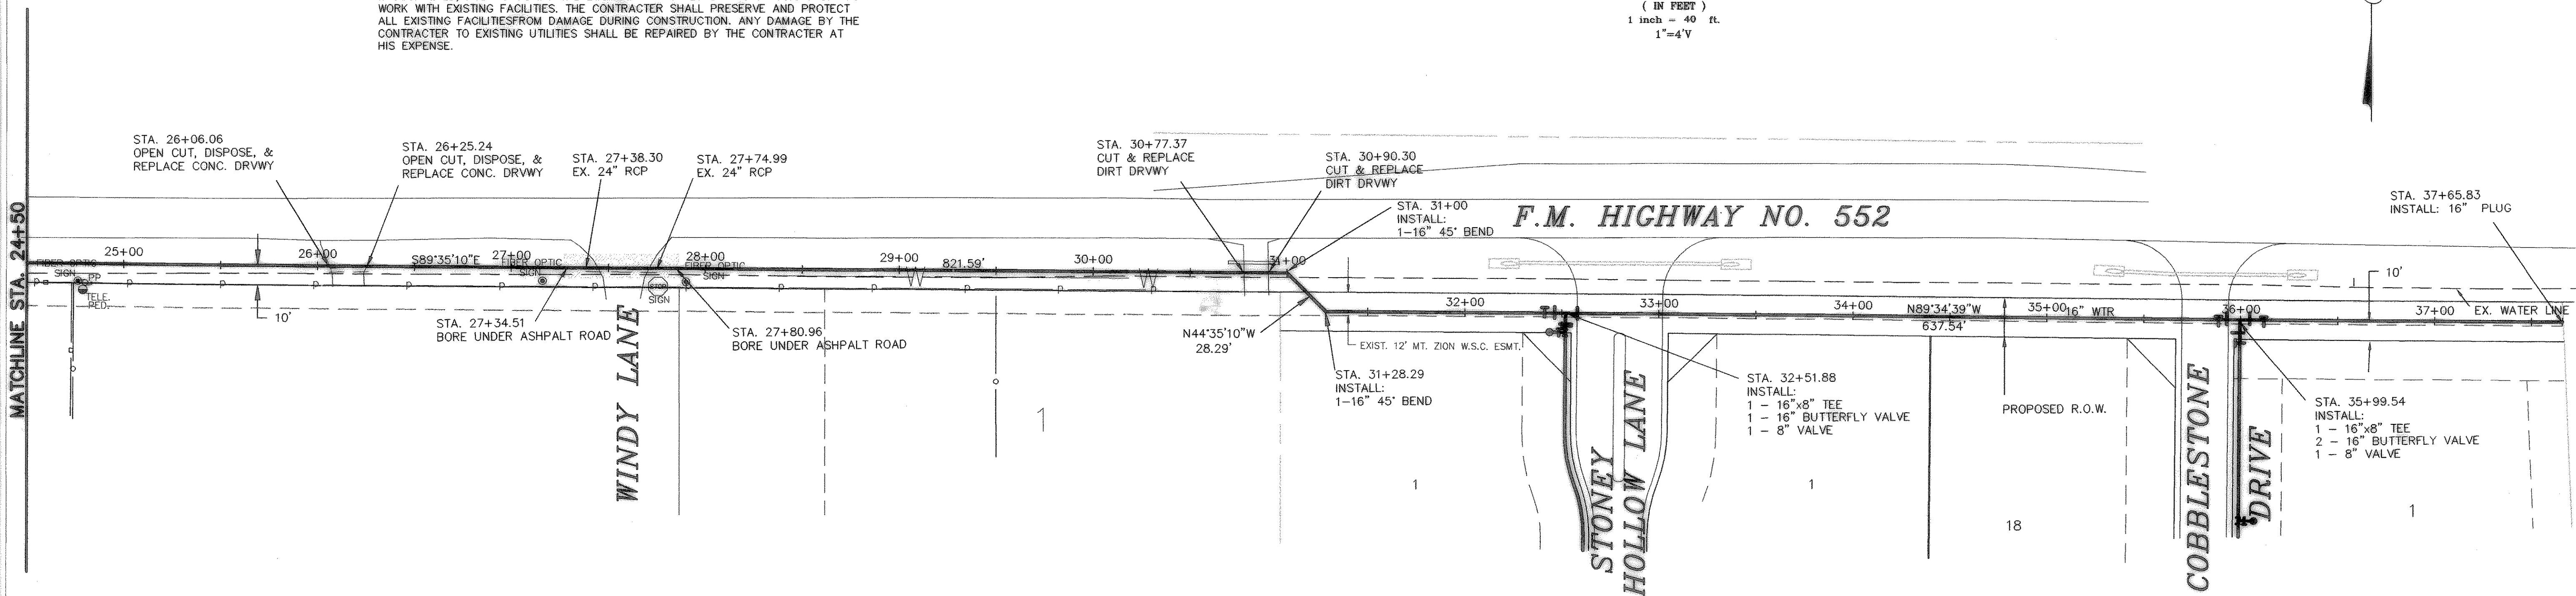 WORK WITH EXISTING FACILITIES. THE CONTRACTER SHALL PRESERVE AND PROTECT
ALL EXISTING FACILITIESFROM DAMAGE DURING CONSTRUCTION. ANY DAMAGE BY THE
CONTRACTER TO EXISTING UTILITIES SHALL BE REPAIRED BY THE CONTRACTER AT
HIS EXPENSE.
( IN FEET )
1 inch = 40 ft.
1"=4'V
MATCHLINE STA. 24+50
STA. 26+06.06
OPEN CUT, DISPOSE, &
REPLACE CONC. DRVWY
STA. 26+25.24
OPEN CUT, DISPOSE, &
REPLACE CONC. DRVWY
STA. 27+38.30
EX. 24" RCP
STA. 27+74.99
EX. 24" RCP
STA. 30+77.37
CUT & REPLACE
DIRT DRVWY
STA. 30+90.30
CUT & REPLACE
DIRT DRVWY
STA. 31+00
INSTALL:
1-16" 45° BEND
F.M. HIGHWAY NO. 552
STA. 37+65.83
INSTALL: 16" PLUG
25+00
26+00
S89°35'10"E
27+00
28+00
29+00
821.59'
30+00
31+00
32+00
33+00
34+00
N89°34'39"W
637.54'
35+00
16" WTR
36+00
37+00
EX. WATER LINE
FIBER OPTIC
SIGN
PP
TELE.
PED.
FIBER OPTIC
SIGN
FIBER OPTIC
SIGN
STOP
SIGN
P
P
P
P
P
P
P
P
P
P
P
P
10'
10'
STA. 27+34.51
BORE UNDER ASHPALT ROAD
STA. 27+80.96
BORE UNDER ASHPALT ROAD
WINDY LANE
1
N44°35'10"W
28.29'
EXIST. 12' MT. ZION W.S.C. ESMT.
STA. 31+28.29
INSTALL:
1-16" 45° BEND
1
STONEY
HOLLOW LANE
STA. 32+51.88
INSTALL:
1 - 16"x8" TEE
1 - 16" BUTTERFLY VALVE
1 - 8" VALVE
1
PROPOSED R.O.W.
18
COBBLESTONE
DRIVE
STA. 35+99.54
INSTALL:
1 - 16"x8" TEE
2 - 16" BUTTERFLY VALVE
1 - 8" VALVE
1